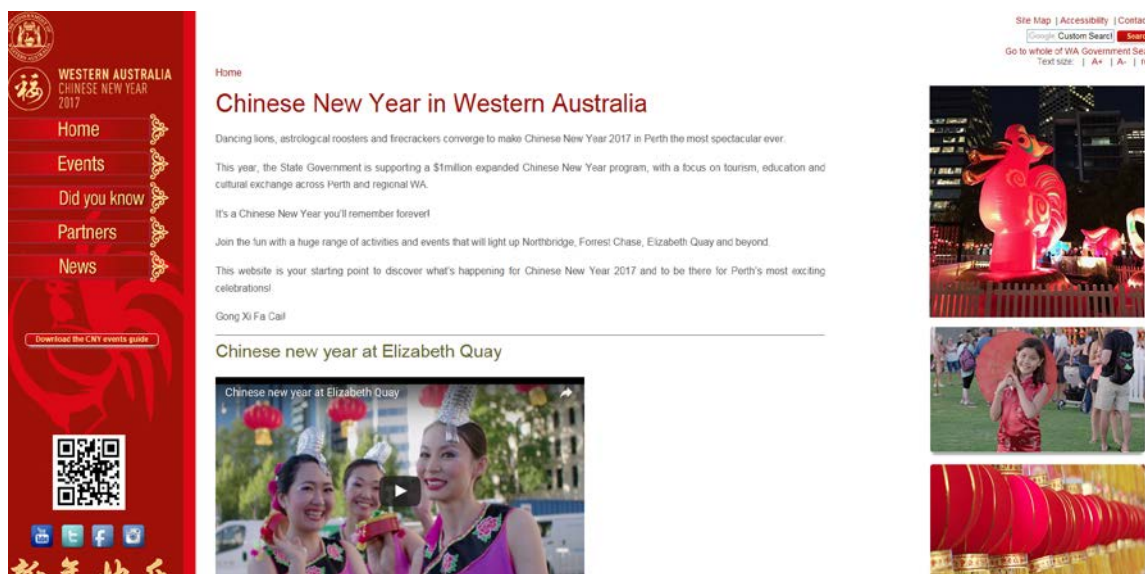 Site Map | Accessibility | Contac
Google Custom Search
Go to whole of WA Government Sea
Text size: | A+ | A- | r
福
WESTERN AUSTRALIA
CHINESE NEW YEAR
2017
Home
Events
Did you know
Partners
News
Download the CNY events guide
You
Tube
新年快乐
Home
Chinese New Year in Western Australia
Dancing lions, astrological roosters and firecrackers converge to make Chinese New Year 2017 in Perth the most spectacular ever.
This year, the State Government is supporting a $1million expanded Chinese New Year program, with a focus on tourism, education and
cultural exchange across Perth and regional WA.
It's a Chinese New Year you'll remember forever!
Join the fun with a huge range of activities and events that will light up Northbridge, Forrest Chase, Elizabeth Quay and beyond.
This website is your starting point to discover what's happening for Chinese New Year 2017 and to be there for Perth's most exciting
celebrations!
Gong Xi Fa Cai!
Chinese new year at Elizabeth Quay
Chinese new year at Elizabeth Quay